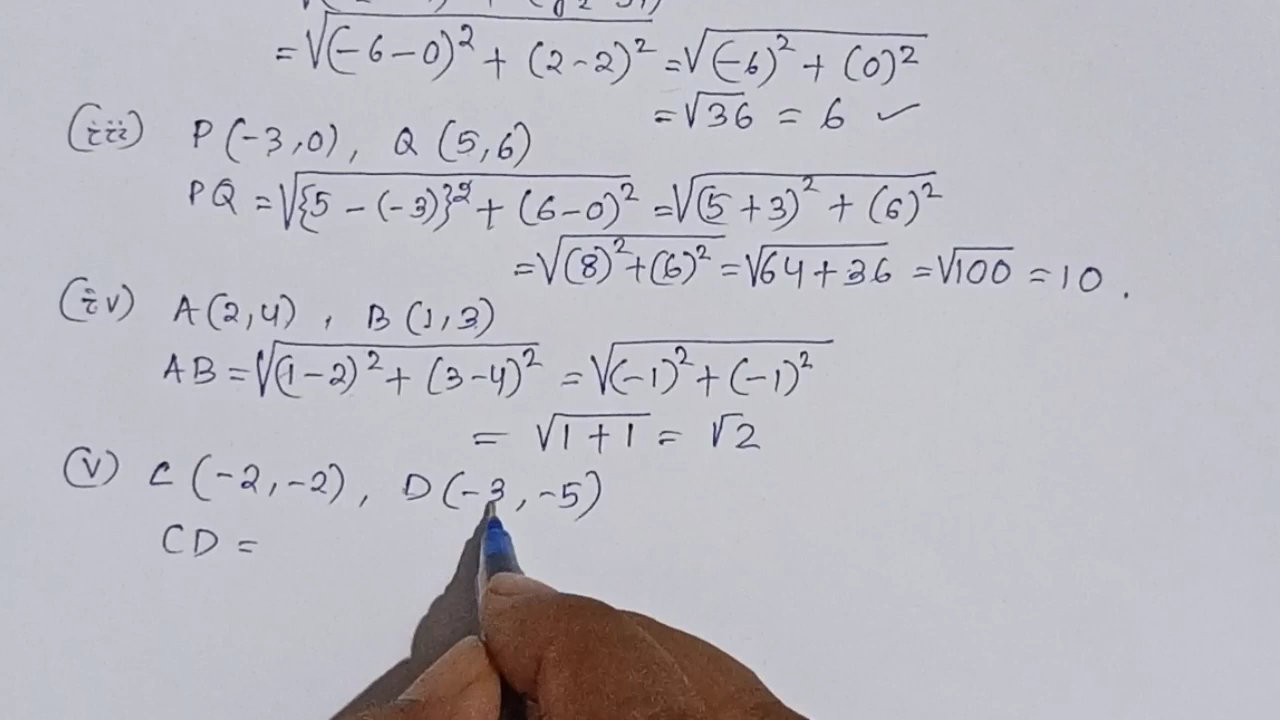 = √(-6-0)² + (2-2)² = √(-6)² + (0)²
= √36 = 6 ✓
(iii) P(-3,0), Q(5,6)
PQ = √{5-(-3)}² + (6-0)² = √(5+3)² + (6)²
= √(8)² + (6)² = √64+36 = √100 = 10.
(iv) A(2,4), B(1,3)
AB = √(1-2)² + (3-4)² = √(-1)² + (-1)²
= √1+1 = √2
(v) C(-2,-2), D(-3,-5)
CD =